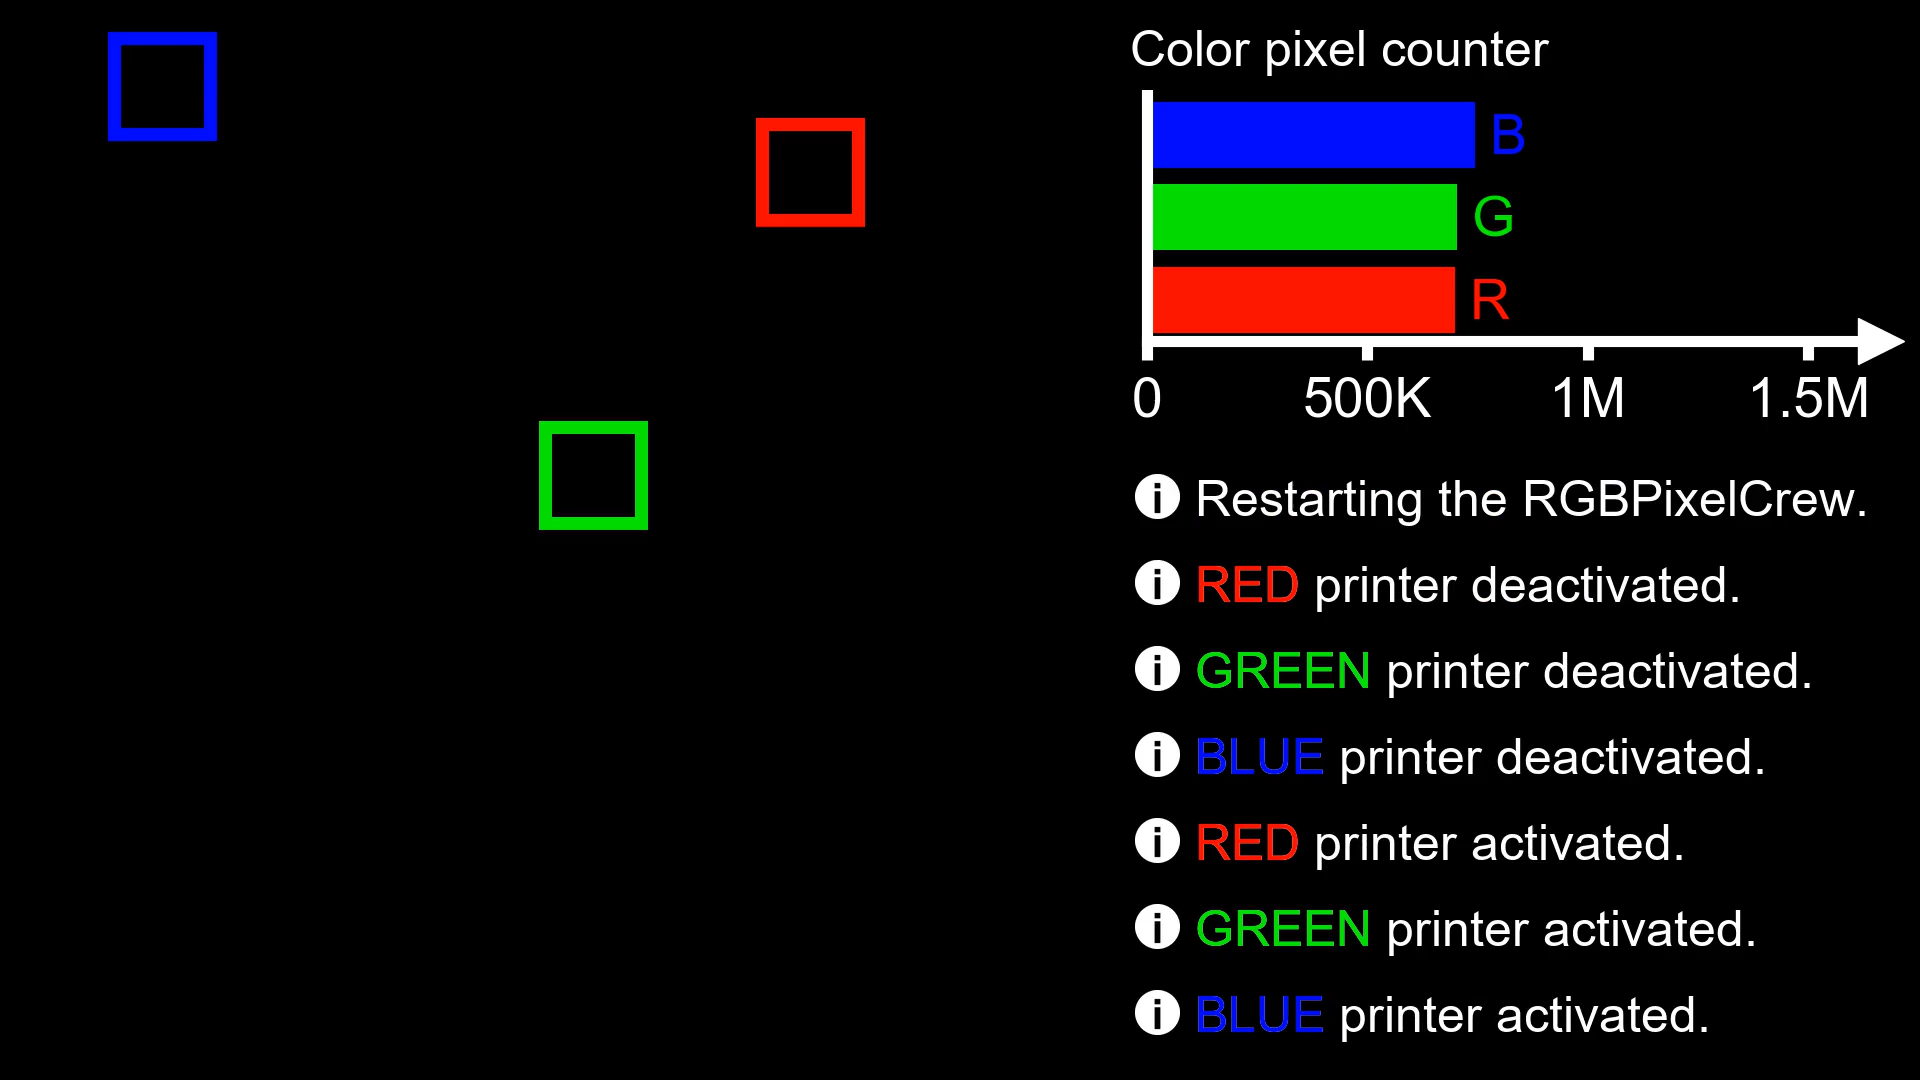 Color pixel counter
B
G
R
0 500K 1M 1.5M
i Restarting the RGBPixelCrew.
i RED printer deactivated.
i GREEN printer deactivated.
i BLUE printer deactivated.
i RED printer activated.
i GREEN printer activated.
i BLUE printer activated.